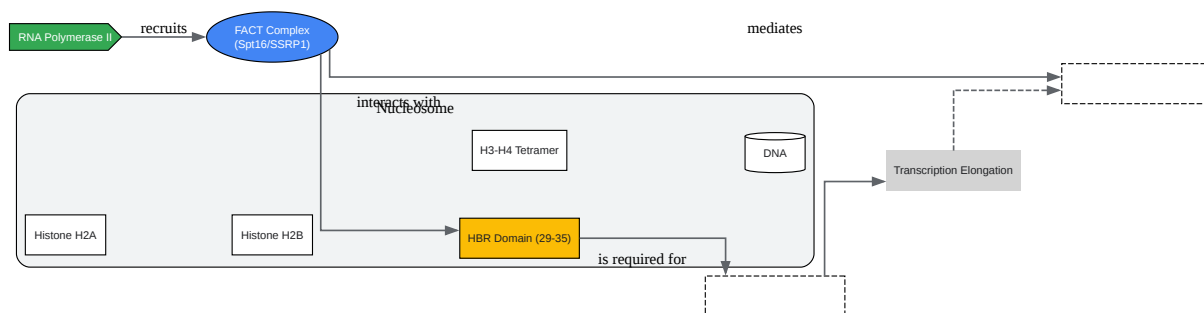 recruits
mediates
RNA Polymerase II
FACT Complex
(Spt16/SSRP1)
interacts with
Nucleosome
H3-H4 Tetramer
DNA
Transcription Elongation
Histone H2A
Histone H2B
HBR Domain (29-35)
is required for